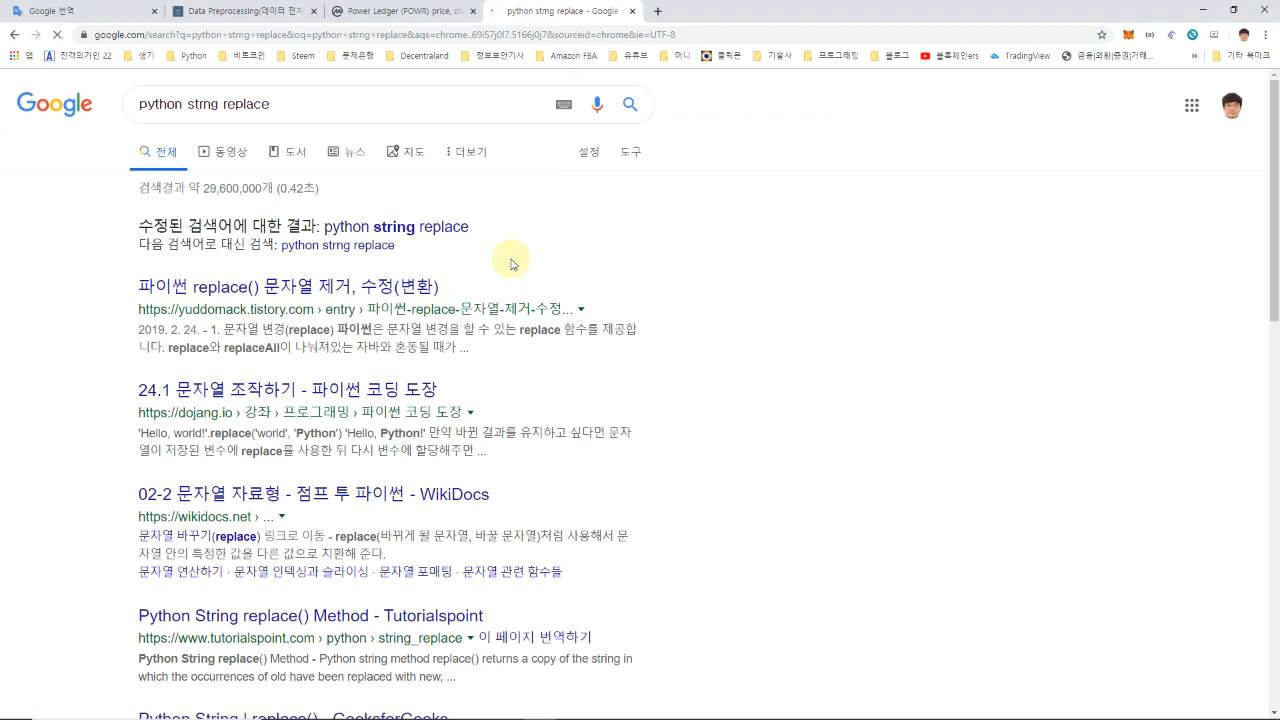 Google 번역
Data Preprocessing(데이터 전처
Power Ledger (POWR) price, ch
python strng replace - Google
google.com/search?q=python+strng+replace&oq=python+strng+replace&aqs=chrome..69i57j0l7.5166j0j7&sourceid=chrome&ie=UTF-8
앱
진격의거인 22
생기
Python
비트코인
Steem
문제은행
Decentraland
정보보안기사
Amazon FBA
유튜브
머니
클릭몬
기술사
프로그래밍
블로그
블록체인스
TradingView
금융|외환|증권|거래...
»
기타 북마크
Google
python strng replace
전체
동영상
도서
뉴스
지도
더보기
설정
도구
검색결과 약 29,600,000개 (0.42초)
수정된 검색어에 대한 결과: python string replace
다음 검색어로 대신 검색: python strng replace
파이썬 replace() 문자열 제거, 수정(변환)
https://yuddomack.tistory.com › entry › 파이썬-replace-문자열-제거-수정...
2019. 2. 24. - 1. 문자열 변경(replace) 파이썬은 문자열 변경을 할 수 있는 replace 함수를 제공합
니다. replace와 replaceAll이 나눠져있는 자바와 혼동될 때가 ...
24.1 문자열 조작하기 - 파이썬 코딩 도장
https://dojang.io › 강좌 › 프로그래밍 › 파이썬 코딩 도장
'Hello, world!'.replace('world', 'Python') 'Hello, Python!' 만약 바뀐 결과를 유지하고 싶다면 문자
열이 저장된 변수에 replace를 사용한 뒤 다시 변수에 할당해주면 ...
02-2 문자열 자료형 - 점프 투 파이썬 - WikiDocs
https://wikidocs.net › ...
문자열 바꾸기(replace) 링크로 이동 - replace(바뀌게 될 문자열, 바꿀 문자열)처럼 사용해서 문
자열 안의 특정한 값을 다른 값으로 치환해 준다.
문자열 연산하기 · 문자열 인덱싱과 슬라이싱 · 문자열 포매팅 · 문자열 관련 함수들
Python String replace() Method - Tutorialspoint
https://www.tutorialspoint.com › python › string_replace 이 페이지 번역하기
Python String replace() Method - Python string method replace() returns a copy of the string in
which the occurrences of old have been replaced with new, ...
Python String | replace() - GeeksforGeeks